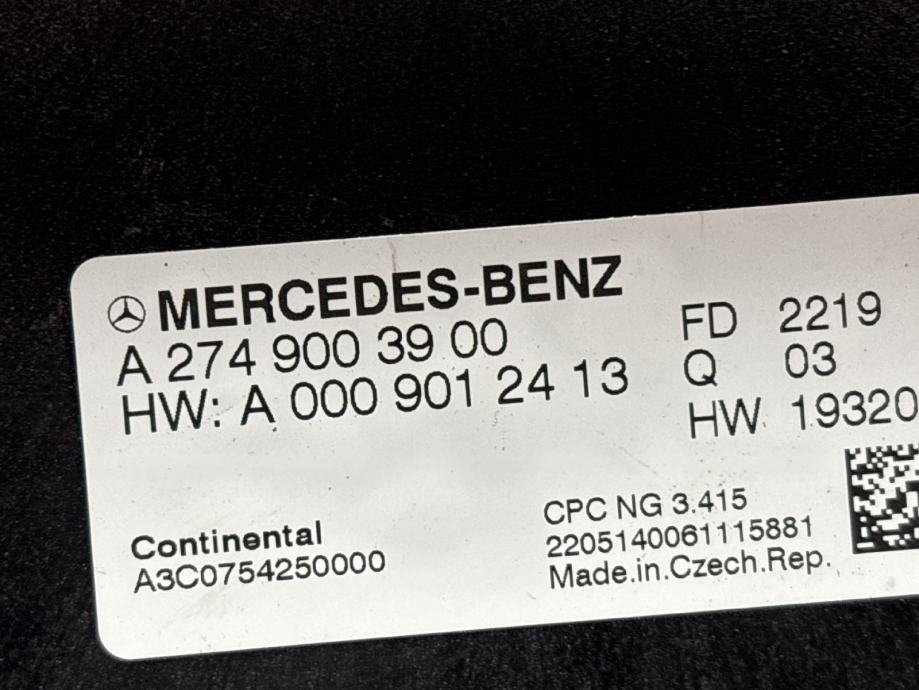 MERCEDES-BENZ
A 274 900 39 00
HW: A 000 901 24 13
FD 2219
Q 03
HW 19320
Continental
A3C0754250000
CPC NG 3.415
2205140061115881
Made.in.Czech.Rep.